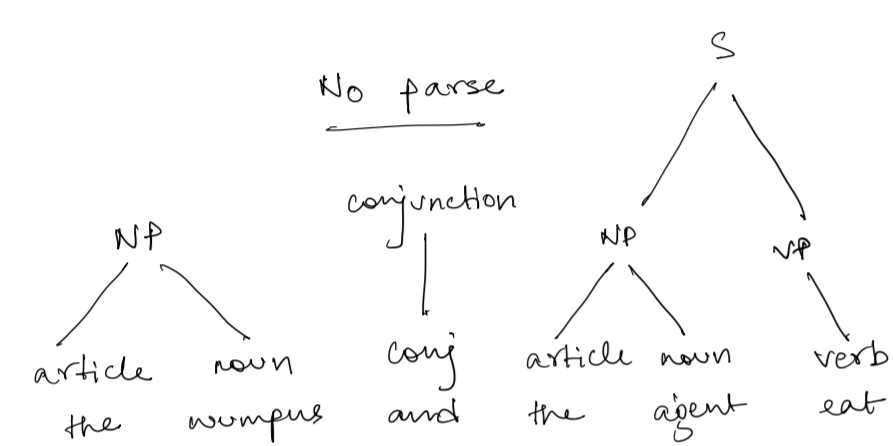 S
No parse
conjunction
NP NP VP
article noun conj article noun verb
the wumpus and the agent eat